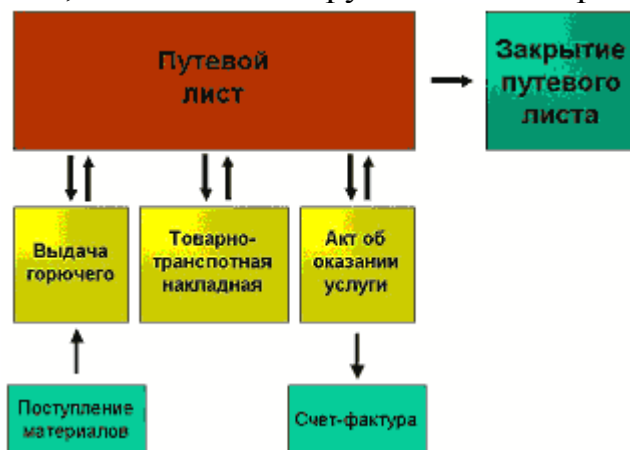 Путевой
лист
Закрытие
путевого
листа
Выдача
горючего
Товарно-
транспотная
накладная
Акт об
оказании
услуги
Поступление
материалов
Счет-фактура